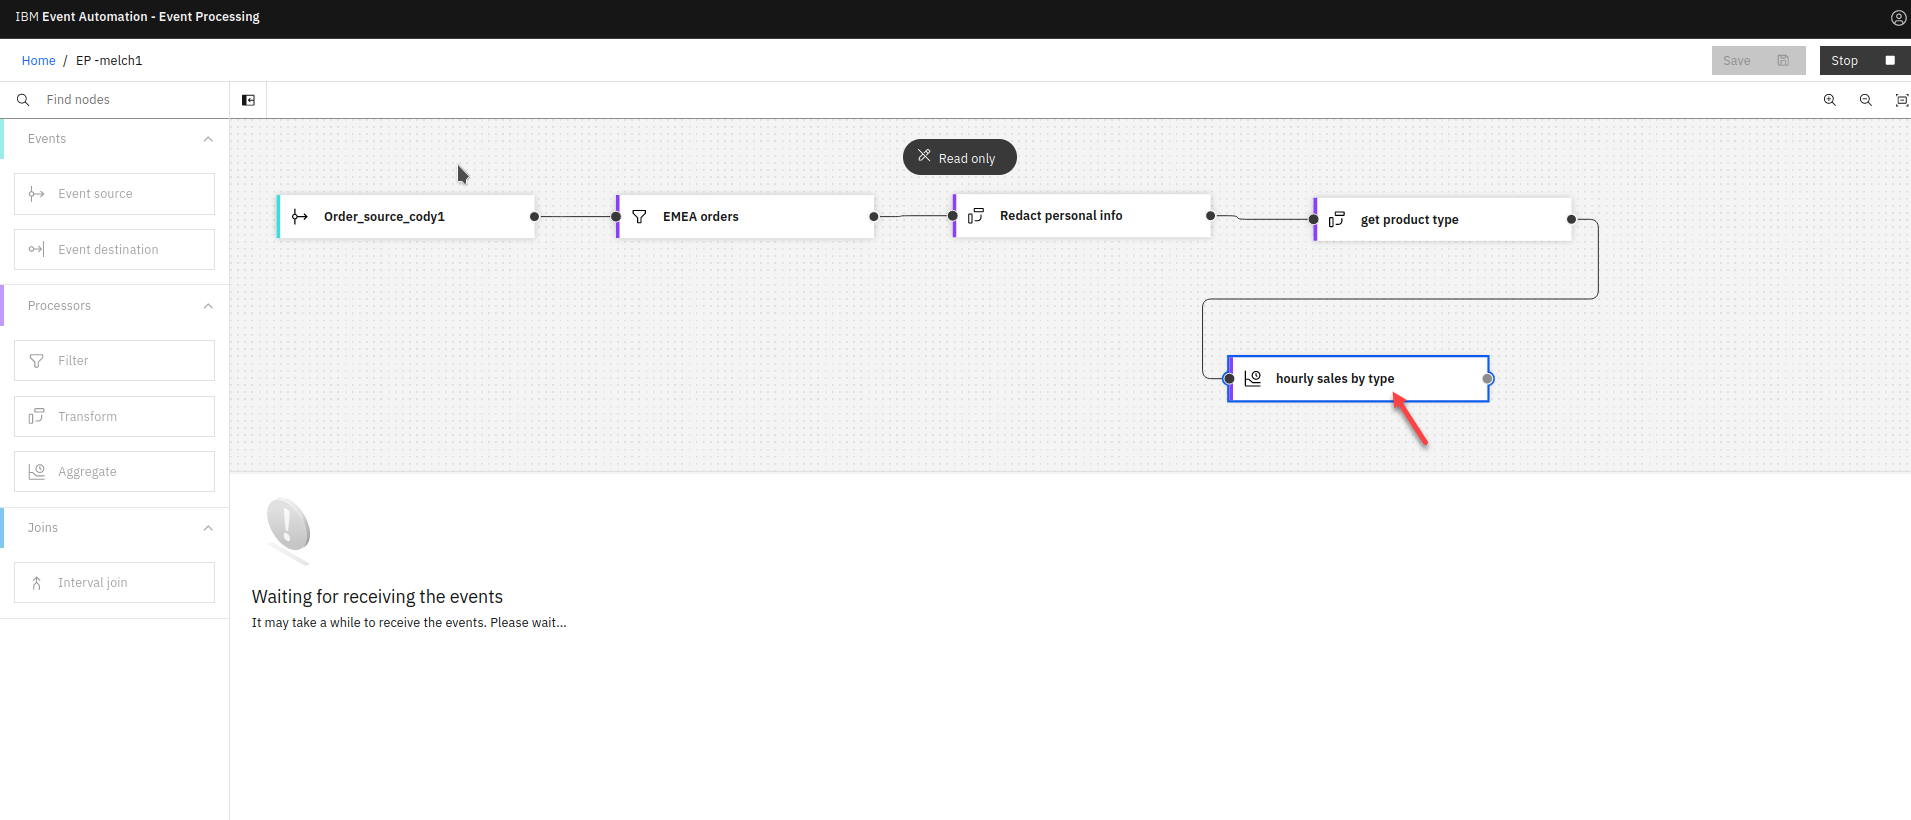 IBM Event Automation - Event Processing
Home / EP -melch1
Save
Stop
Find nodes
Events
Event source
Event destination
Processors
Filter
Transform
Aggregate
Joins
Interval join
Read only
Order_source_cody1
EMEA orders
Redact personal info
get product type
hourly sales by type
Waiting for receiving the events
It may take a while to receive the events. Please wait...